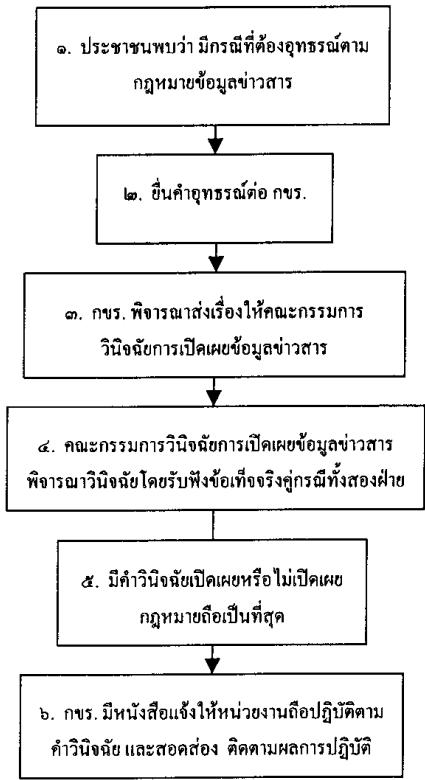 ๑. ประชาชนพบว่า มีกรณีที่ต้องอุทธรณ์ตาม
กฎหมายข้อมูลข่าวสาร
๒. ยื่นคำอุทธรณ์ต่อ กขร.
๓. กขร. พิจารณาส่งเรื่องให้คณะกรรมการ
วินิจฉัยการเปิดเผยข้อมูลข่าวสาร
๔. คณะกรรมการวินิจฉัยการเปิดเผยข้อมูลข่าวสาร
พิจารณาวินิจฉัยโดยรับฟังข้อเท็จจริงคู่กรณีทั้งสองฝ่าย
๕. มีคำวินิจฉัยเปิดเผยหรือไม่เปิดเผย
กฎหมายถือเป็นที่สุด
๖. กขร. มีหนังสือแจ้งให้หน่วยงานถือปฏิบัติตาม
คำวินิจฉัย และสอดส่อง ติดตามผลการปฏิบัติ